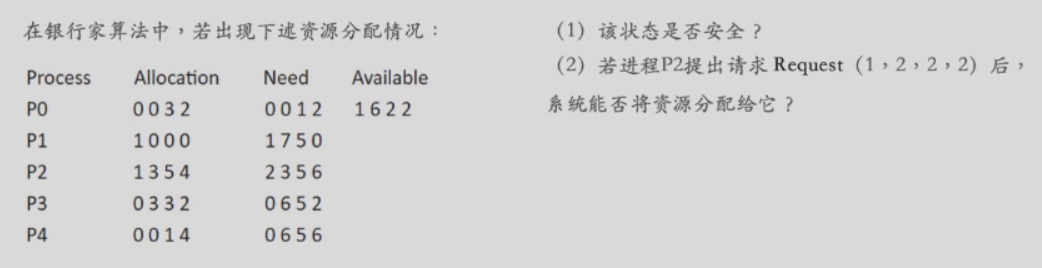 在银行家算法中，若出现下述资源分配情况：
Process Allocation Need Available
P0 0 0 3 2 0 0 1 2 1 6 2 2
P1 1 0 0 0 1 7 5 0
P2 1 3 5 4 2 3 5 6
P3 0 3 3 2 0 6 5 2
P4 0 0 1 4 0 6 5 6
(1) 该状态是否安全？
(2) 若进程P2提出请求 Request（1，2，2，2）后，
系统能否将资源分配给它？